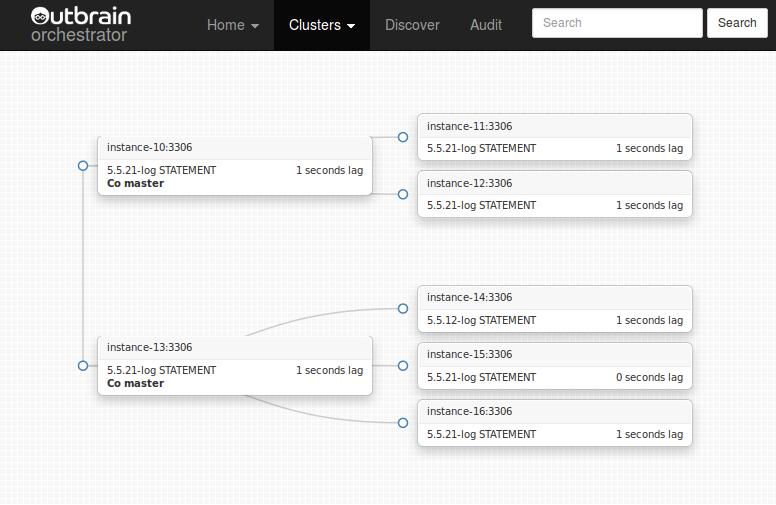 Outbrain
orchestrator
Home
Clusters
Discover
Audit
Search
Search
instance-10:3306
5.5.21-log STATEMENT 1 seconds lag
Co master
instance-11:3306
5.5.21-log STATEMENT 1 seconds lag
instance-12:3306
5.5.21-log STATEMENT 1 seconds lag
instance-13:3306
5.5.21-log STATEMENT 1 seconds lag
Co master
instance-14:3306
5.5.12-log STATEMENT 1 seconds lag
instance-15:3306
5.5.21-log STATEMENT 0 seconds lag
instance-16:3306
5.5.21-log STATEMENT 1 seconds lag